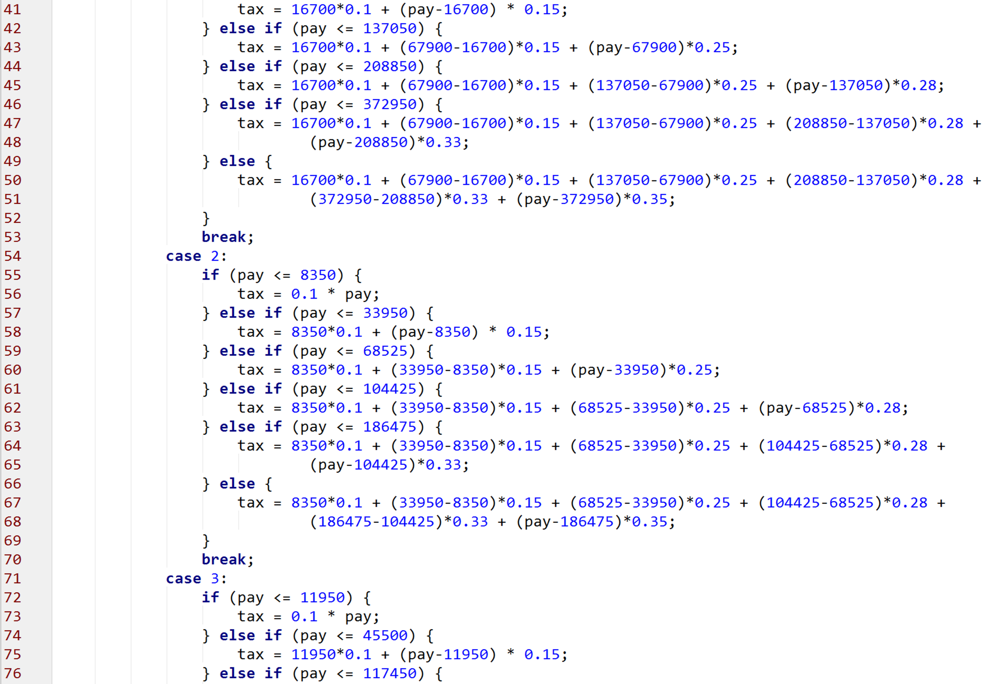 41 tax = 16700*0.1 + (pay-16700) * 0.15;
42 } else if (pay <= 137050) {
43 tax = 16700*0.1 + (67900-16700)*0.15 + (pay-67900)*0.25;
44 } else if (pay <= 208850) {
45 tax = 16700*0.1 + (67900-16700)*0.15 + (137050-67900)*0.25 + (pay-137050)*0.28;
46 } else if (pay <= 372950) {
47 tax = 16700*0.1 + (67900-16700)*0.15 + (137050-67900)*0.25 + (208850-137050)*0.28 +
48 (pay-208850)*0.33;
49 } else {
50 tax = 16700*0.1 + (67900-16700)*0.15 + (137050-67900)*0.25 + (208850-137050)*0.28 +
51 (372950-208850)*0.33 + (pay-372950)*0.35;
52 }
53 break;
54 case 2:
55 if (pay <= 8350) {
56 tax = 0.1 * pay;
57 } else if (pay <= 33950) {
58 tax = 8350*0.1 + (pay-8350) * 0.15;
59 } else if (pay <= 68525) {
60 tax = 8350*0.1 + (33950-8350)*0.15 + (pay-33950)*0.25;
61 } else if (pay <= 104425) {
62 tax = 8350*0.1 + (33950-8350)*0.15 + (68525-33950)*0.25 + (pay-68525)*0.28;
63 } else if (pay <= 186475) {
64 tax = 8350*0.1 + (33950-8350)*0.15 + (68525-33950)*0.25 + (104425-68525)*0.28 +
65 (pay-104425)*0.33;
66 } else {
67 tax = 8350*0.1 + (33950-8350)*0.15 + (68525-33950)*0.25 + (104425-68525)*0.28 +
68 (186475-104425)*0.33 + (pay-186475)*0.35;
69 }
70 break;
71 case 3:
72 if (pay <= 11950) {
73 tax = 0.1 * pay;
74 } else if (pay <= 45500) {
75 tax = 11950*0.1 + (pay-11950) * 0.15;
76 } else if (pay <= 117450) {